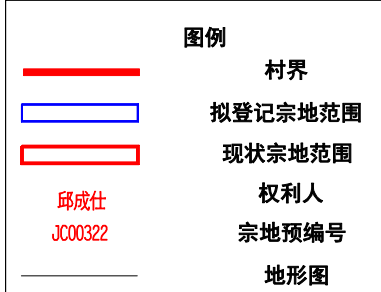 图例
村界
拟登记宗地范围
现状宗地范围
邱成仕 权利人
JC00322 宗地预编号
地形图